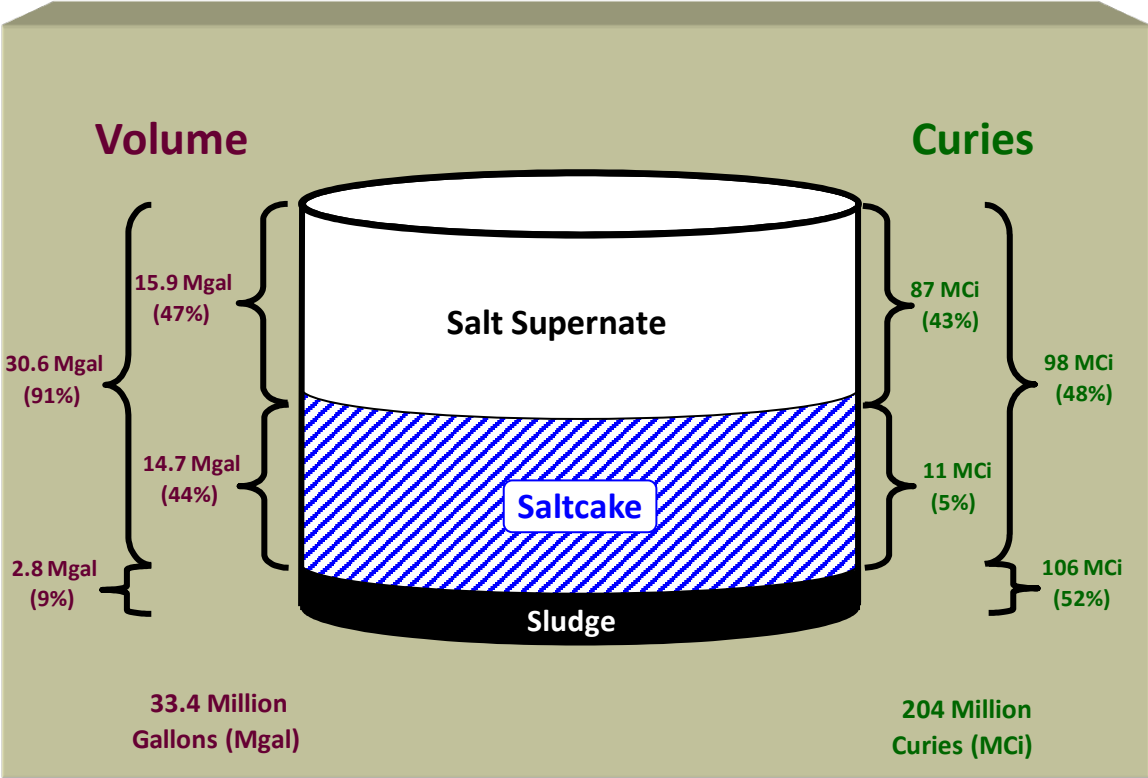 Volume
Curies
15.9 Mgal
(47%)
87 MCi
(43%)
Salt Supernate
30.6 Mgal
(91%)
98 MCi
(48%)
14.7 Mgal
(44%)
11 MCi
(5%)
Saltcake
2.8 Mgal
(9%)
106 MCi
(52%)
Sludge
33.4 Million
Gallons (Mgal)
204 Million
Curies (MCi)